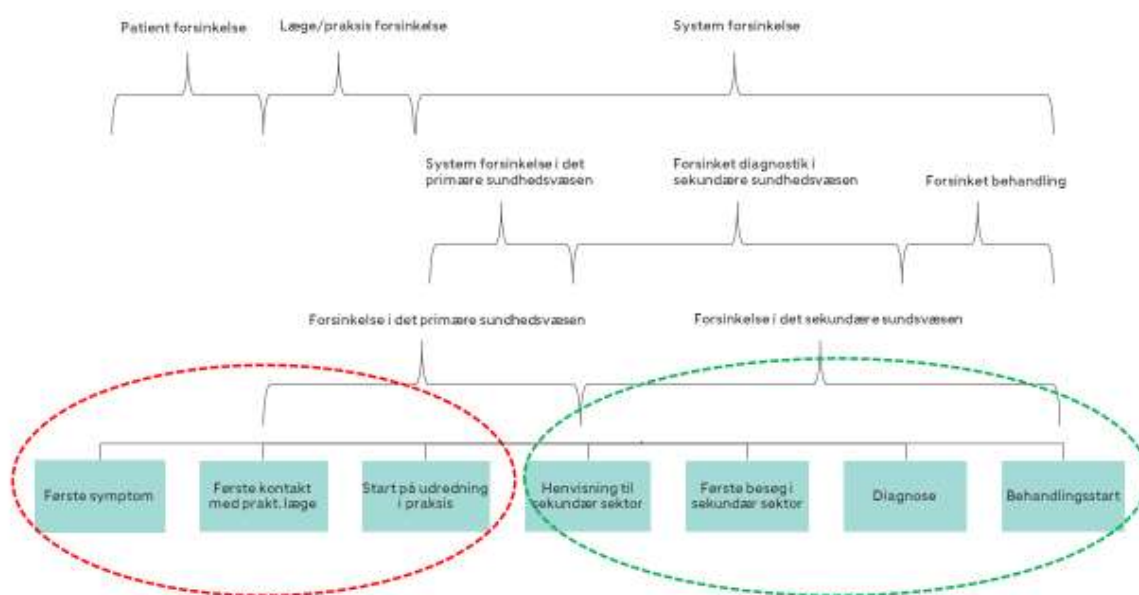 Patient forsinkelse
Læge/praksis forsinkelse
System forsinkelse
System forsinkelse i det
primære sundhedsvæsen
Forsinket diagnostik i
sekundære sundhedsvæsen
Forsinket behandling
Forsinkelse i det primære sundhedsvæsen
Forsinkelse i det sekundære sundsvæsen
Første symptom
Første kontakt
med prakt. læge
Start på udredning
i praksis
Henvisning til
sekundær sektor
Første besøg i
sekundær sektor
Diagnose
Behandlingsstart